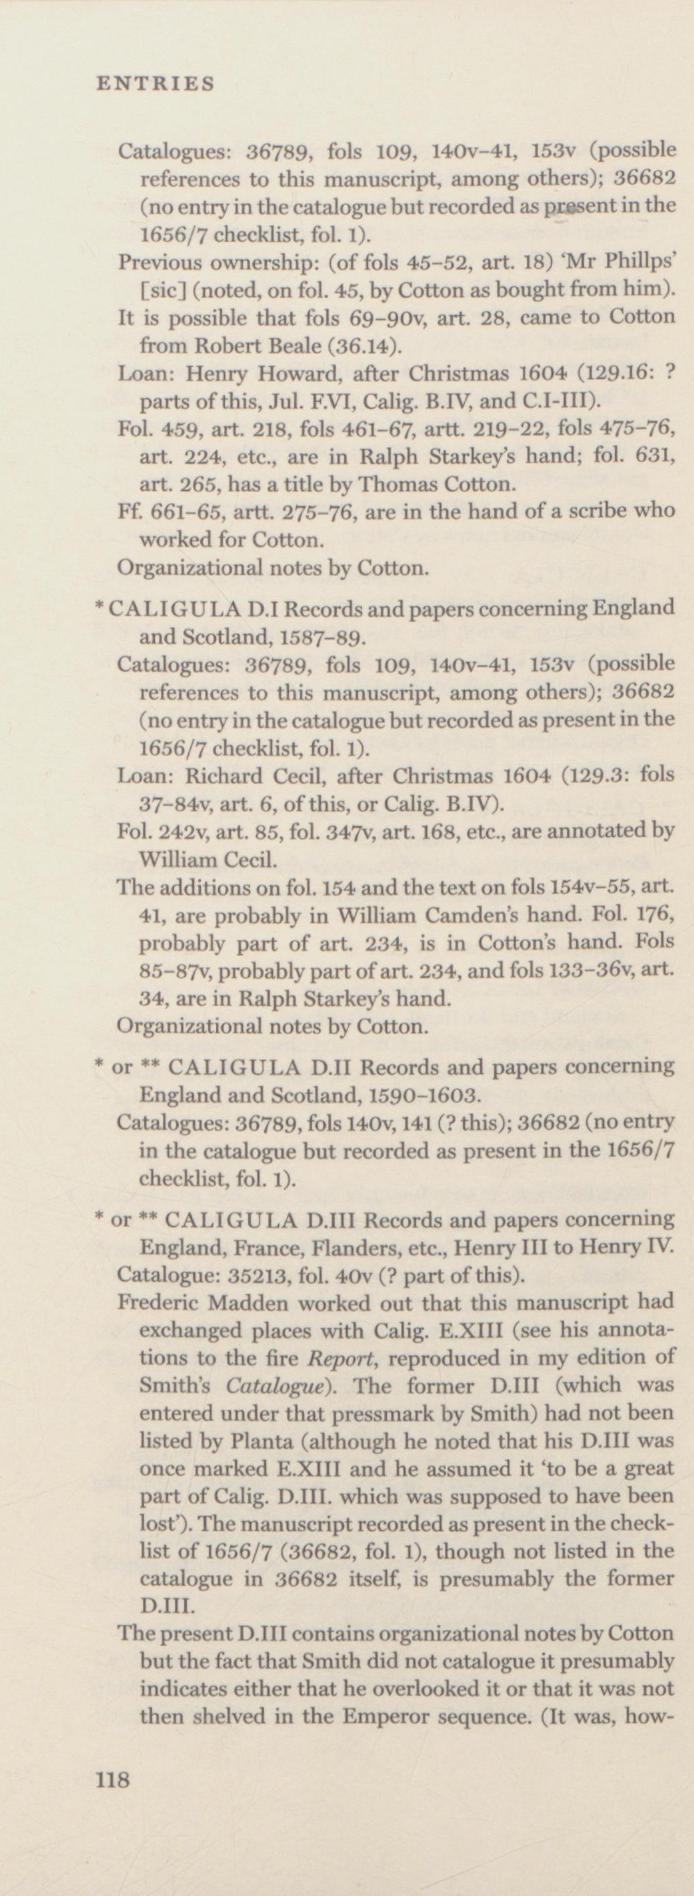 ENTRIES
Catalogues: 36789, fols 109, 140v–41, 153v (possible
references to this manuscript, among others); 36682
(no entry in the catalogue but recorded as present in the
1656/7 checklist, fol. 1).
Previous ownership: (of fols 45–52, art. 18) ‘Mr Phillps’
[sic] (noted, on fol. 45, by Cotton as bought from him).
It is possible that fols 69–90v, art. 28, came to Cotton
from Robert Beale (36.14).
Loan: Henry Howard, after Christmas 1604 (129.16: ?
parts of this, Jul. F.VI, Calig. B.IV, and C.I-III).
Fol. 459, art. 218, fols 461–67, artt. 219–22, fols 475–76,
art. 224, etc., are in Ralph Starkey’s hand; fol. 631,
art. 265, has a title by Thomas Cotton.
Ff. 661–65, artt. 275–76, are in the hand of a scribe who
worked for Cotton.
Organizational notes by Cotton.
* CALIGULA D.I Records and papers concerning England
and Scotland, 1587–89.
Catalogues: 36789, fols 109, 140v–41, 153v (possible
references to this manuscript, among others); 36682
(no entry in the catalogue but recorded as present in the
1656/7 checklist, fol. 1).
Loan: Richard Cecil, after Christmas 1604 (129.3: fols
37–84v, art. 6, of this, or Calig. B.IV).
Fol. 242v, art. 85, fol. 347v, art. 168, etc., are annotated by
William Cecil.
The additions on fol. 154 and the text on fols 154v–55, art.
41, are probably in William Camden’s hand. Fol. 176,
probably part of art. 234, is in Cotton’s hand. Fols
85–87v, probably part of art. 234, and fols 133–36v, art.
34, are in Ralph Starkey’s hand.
Organizational notes by Cotton.
* or ** CALIGULA D.II Records and papers concerning
England and Scotland, 1590–1603.
Catalogues: 36789, fols 140v, 141 (? this); 36682 (no entry
in the catalogue but recorded as present in the 1656/7
checklist, fol. 1).
* or ** CALIGULA D.III Records and papers concerning
England, France, Flanders, etc., Henry III to Henry IV.
Catalogue: 35213, fol. 40v (? part of this).
Frederic Madden worked out that this manuscript had
exchanged places with Calig. E.XIII (see his annota-
tions to the fire Report, reproduced in my edition of
Smith’s Catalogue). The former D.III (which was
entered under that pressmark by Smith) had not been
listed by Planta (although he noted that his D.III was
once marked E.XIII and he assumed it ‘to be a great
part of Calig. D.III. which was supposed to have been
lost’). The manuscript recorded as present in the check-
list of 1656/7 (36682, fol. 1), though not listed in the
catalogue in 36682 itself, is presumably the former
D.III.
The present D.III contains organizational notes by Cotton
but the fact that Smith did not catalogue it presumably
indicates either that he overlooked it or that it was not
then shelved in the Emperor sequence. (It was, how-
118